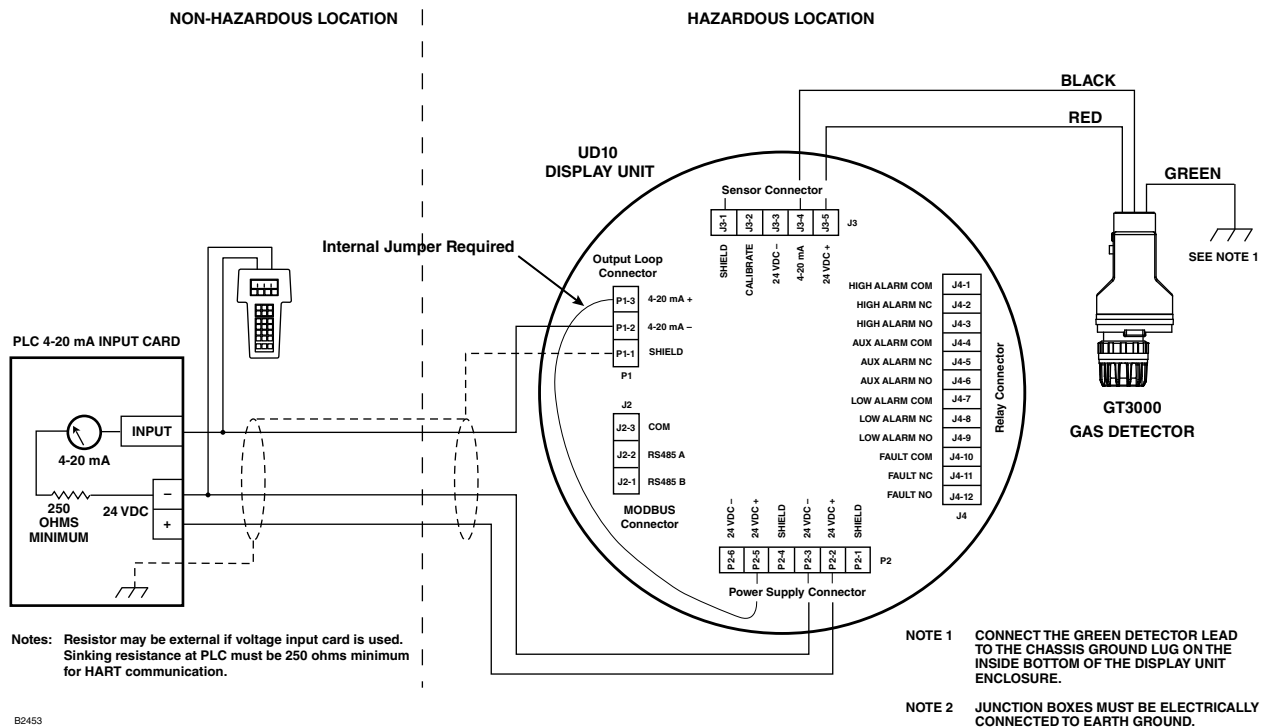 NON-HAZARDOUS LOCATION
HAZARDOUS LOCATION
BLACK
RED
GREEN
SEE NOTE 1
UD10
DISPLAY UNIT
Sensor Connector
J3-1
J3-2
J3-3
J3-4
J3-5
J3
SHIELD
CALIBRATE
24 VDC –
4-20 mA
24 VDC +
Internal Jumper Required
Output Loop
Connector
P1-3 4-20 mA +
P1-2 4-20 mA –
P1-1 SHIELD
P1
J2
J2-3 COM
J2-2 RS485 A
J2-1 RS485 B
MODBUS
Connector
HIGH ALARM COM J4-1
HIGH ALARM NC J4-2
HIGH ALARM NO J4-3
AUX ALARM COM J4-4
AUX ALARM NC J4-5
AUX ALARM NO J4-6
LOW ALARM COM J4-7
LOW ALARM NC J4-8
LOW ALARM NO J4-9
FAULT COM J4-10
FAULT NC J4-11
FAULT NO J4-12
J4
Relay Connector
GT3000
GAS DETECTOR
PLC 4-20 mA INPUT CARD
INPUT
4-20 mA
250
OHMS
MINIMUM
24 VDC
–
+
24 VDC –
24 VDC +
SHIELD
24 VDC –
24 VDC +
SHIELD
P2-6
P2-5
P2-4
P2-3
P2-2
P2-1
P2
Power Supply Connector
Notes: Resistor may be external if voltage input card is used.
Sinking resistance at PLC must be 250 ohms minimum
for HART communication.
NOTE 1 CONNECT THE GREEN DETECTOR LEAD
TO THE CHASSIS GROUND LUG ON THE
INSIDE BOTTOM OF THE DISPLAY UNIT
ENCLOSURE.
NOTE 2 JUNCTION BOXES MUST BE ELECTRICALLY
CONNECTED TO EARTH GROUND.
B2453